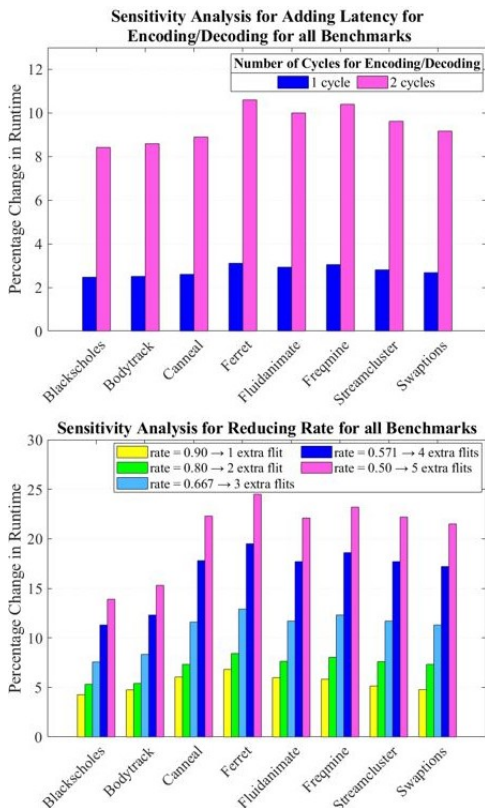 Sensitivity Analysis for Adding Latency for
Encoding/Decoding for all Benchmarks
Number of Cycles for Encoding/Decoding
1 cycle 2 cycles
Percentage Change in Runtime
12
10
8
6
4
2
0
Blackscholes
Bodytrack
Canneal
Ferret
Fluidanimate
Freqmine
Streamcluster
Swaptions
Sensitivity Analysis for Reducing Rate for all Benchmarks
rate = 0.90 → 1 extra flit rate = 0.571 → 4 extra flits
rate = 0.80 → 2 extra flit rate = 0.50 → 5 extra flits
rate = 0.667 → 3 extra flits
Percentage Change in Runtime
30
25
20
15
10
5
0
Blackscholes
Bodytrack
Canneal
Ferret
Fluidanimate
Freqmine
Streamcluster
Swaptions